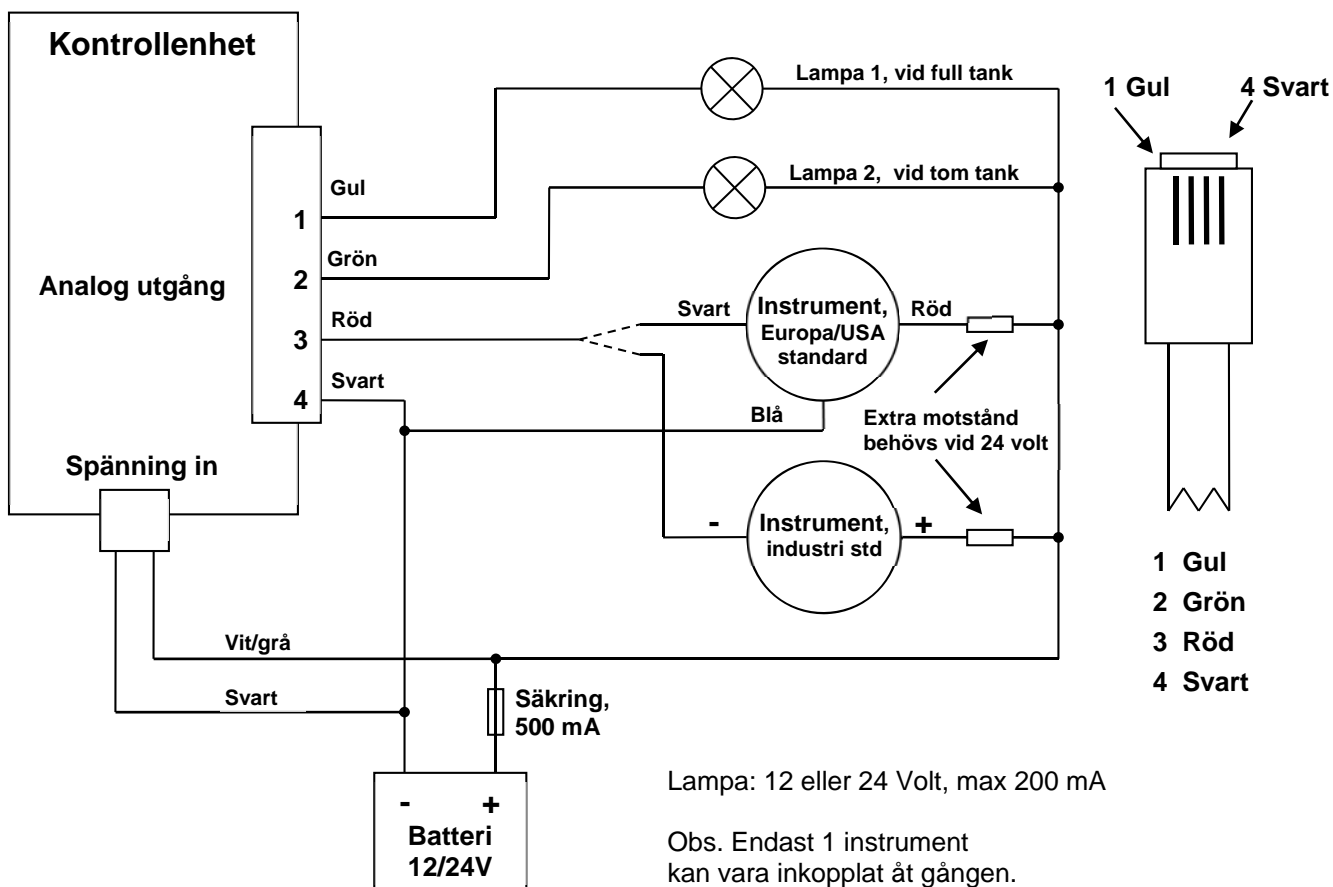 Kontrollenhet
Lampa 1, vid full tank
1 Gul
4 Svart
Lampa 2, vid tom tank
Gul
1
Grön
2
Analog utgång
Röd
3
Svart
4
Svart
Instrument,
Europa/USA
standard
Röd
Blå
Extra motstånd
behövs vid 24 volt
Spänning in
-
Instrument,
industri std
+
1 Gul
2 Grön
3 Röd
4 Svart
Vit/grå
Svart
Säkring,
500 mA
- +
Batteri
12/24V
Lampa: 12 eller 24 Volt, max 200 mA
Obs. Endast 1 instrument
kan vara inkopplat åt gången.